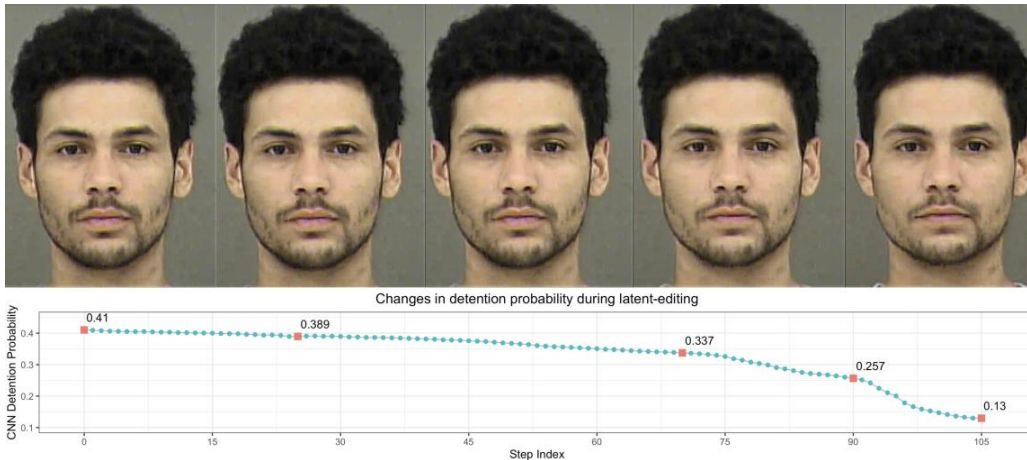 Changes in detention probability during latent-editing
0.41
0.389
0.337
0.257
0.13
0.4
0.3
0.2
0.1
CNN Detention Probability
0 15 30 45 60 75 90 105
Step Index